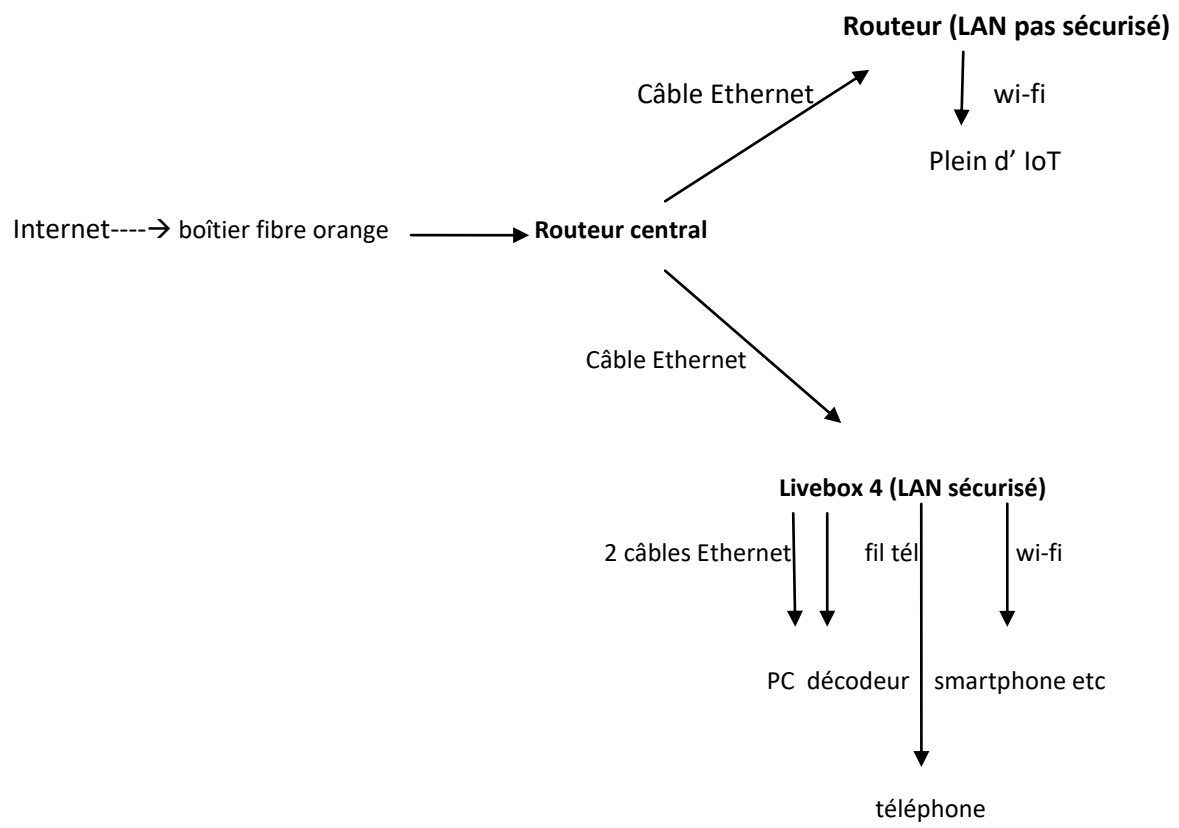 Routeur (LAN pas sécurisé)
Câble Ethernet
wi-fi
Plein d’ IoT
Internet----→ boîtier fibre orange
Routeur central
Câble Ethernet
Livebox 4 (LAN sécurisé)
2 câbles Ethernet
fil tél
wi-fi
PC décodeur
smartphone etc
téléphone